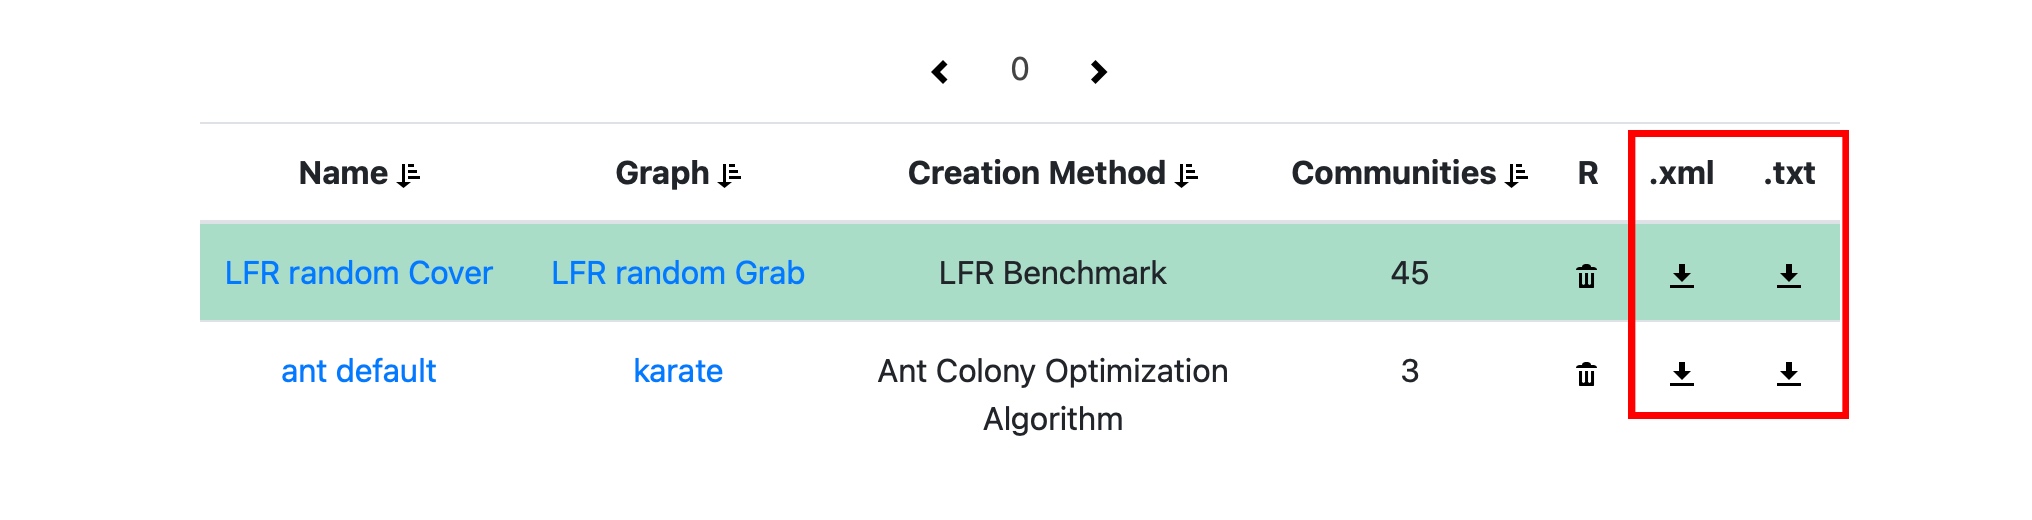 0
Name Graph Creation Method Communities R .xml .txt
LFR random Cover LFR random Grab LFR Benchmark 45
ant default karate Ant Colony Optimization 3
Algorithm